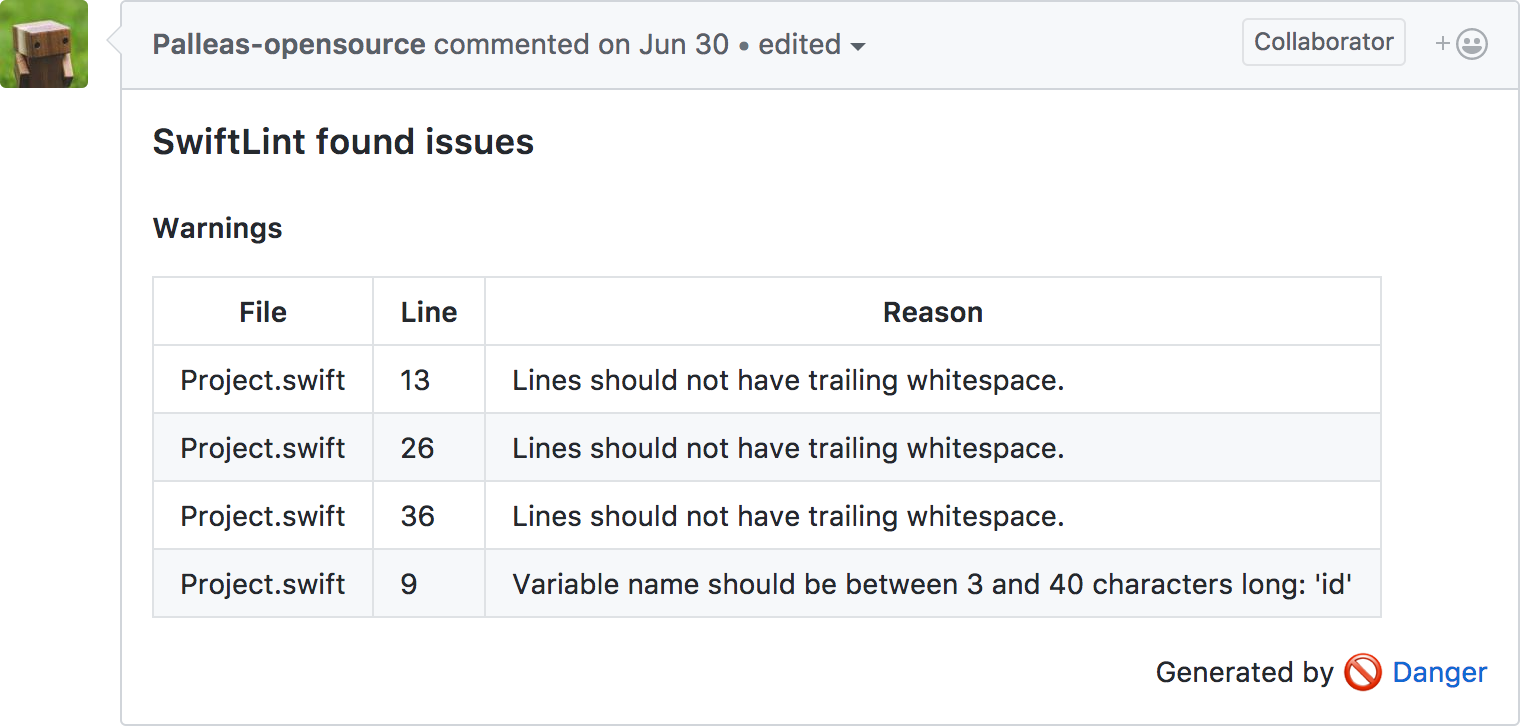 Palleas-opensource commented on Jun 30 • edited
Collaborator
SwiftLint found issues
Warnings
File Line Reason
Project.swift 13 Lines should not have trailing whitespace.
Project.swift 26 Lines should not have trailing whitespace.
Project.swift 36 Lines should not have trailing whitespace.
Project.swift 9 Variable name should be between 3 and 40 characters long: 'id'
Generated by 🚫 Danger